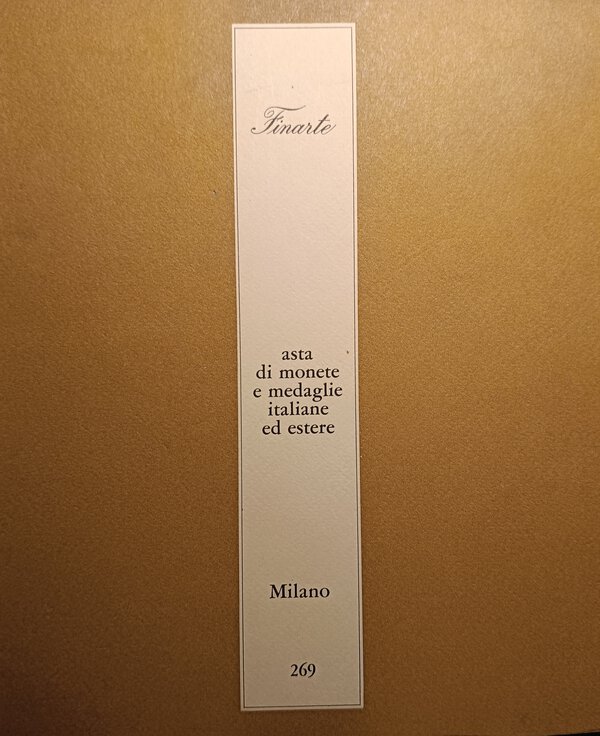 Finarte
asta
di monete
e medaglie
italiane
ed estere
Milano
269